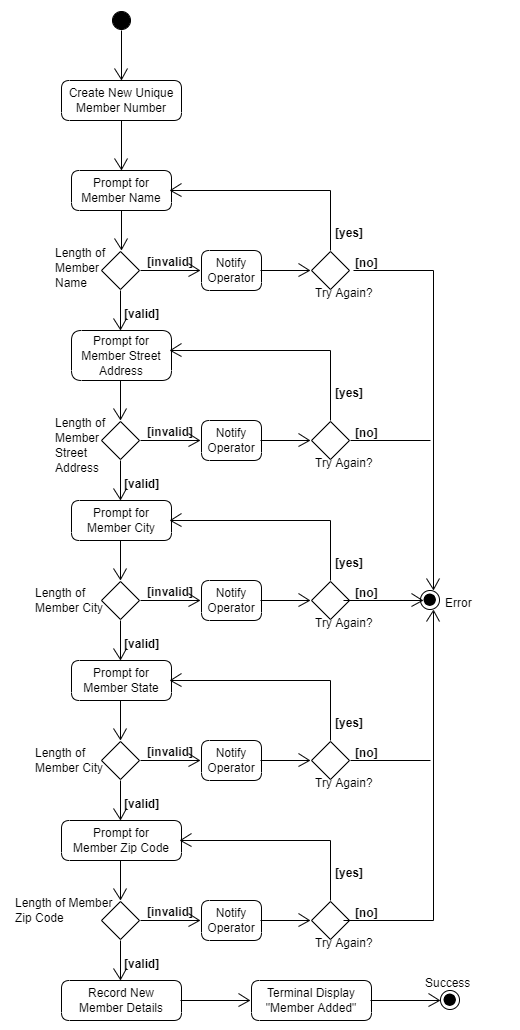 Create New Unique
Member Number
Prompt for
Member Name
[yes]
Length of
Member
Name
[invalid]
Notify
Operator
[no]
Try Again?
[valid]
Prompt for
Member Street
Address
[yes]
Length of
Member
Street
Address
[invalid]
Notify
Operator
[no]
Try Again?
[valid]
Prompt for
Member City
[yes]
Length of
Member City
[invalid]
Notify
Operator
[no]
Try Again?
Error
[valid]
Prompt for
Member State
[yes]
Length of
Member City
[invalid]
Notify
Operator
[no]
Try Again?
[valid]
Prompt for
Member Zip Code
[yes]
Length of Member
Zip Code
[invalid]
Notify
Operator
[no]
Try Again?
[valid]
Record New
Member Details
Terminal Display
"Member Added"
Success